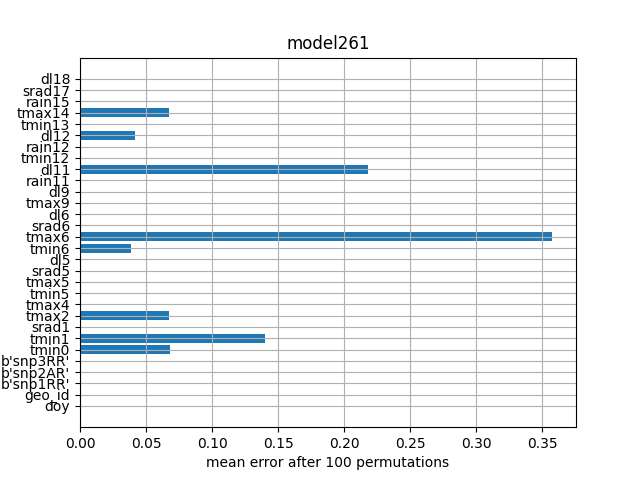 model261
dl18
srad17
rain15
tmax14
tmin13
dl12
rain12
tmin12
dl11
rain11
dl9
tmax9
dl6
srad6
tmax6
tmin6
dl5
srad5
tmax5
tmin5
tmax4
tmax2
srad1
tmin1
tmin0
b'snp3RR'
b'snp2AR'
b'snp1RR'
geo_id
doy
0.00 0.05 0.10 0.15 0.20 0.25 0.30 0.35
mean error after 100 permutations